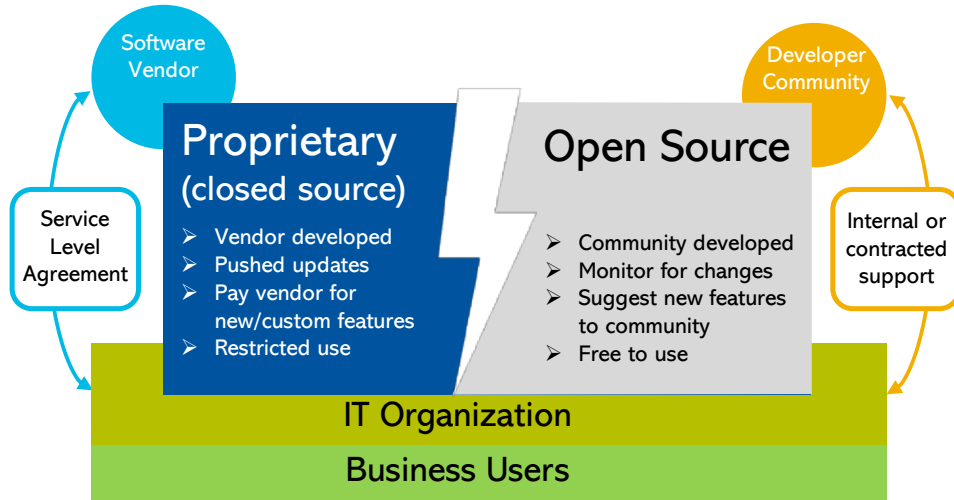 Software
Vendor
Developer
Community
Proprietary
(closed source)
➢ Vendor developed
➢ Pushed updates
➢ Pay vendor for
new/custom features
➢ Restricted use
Open Source
➢ Community developed
➢ Monitor for changes
➢ Suggest new features
to community
➢ Free to use
Service
Level
Agreement
Internal or
contracted
support
IT Organization
Business Users